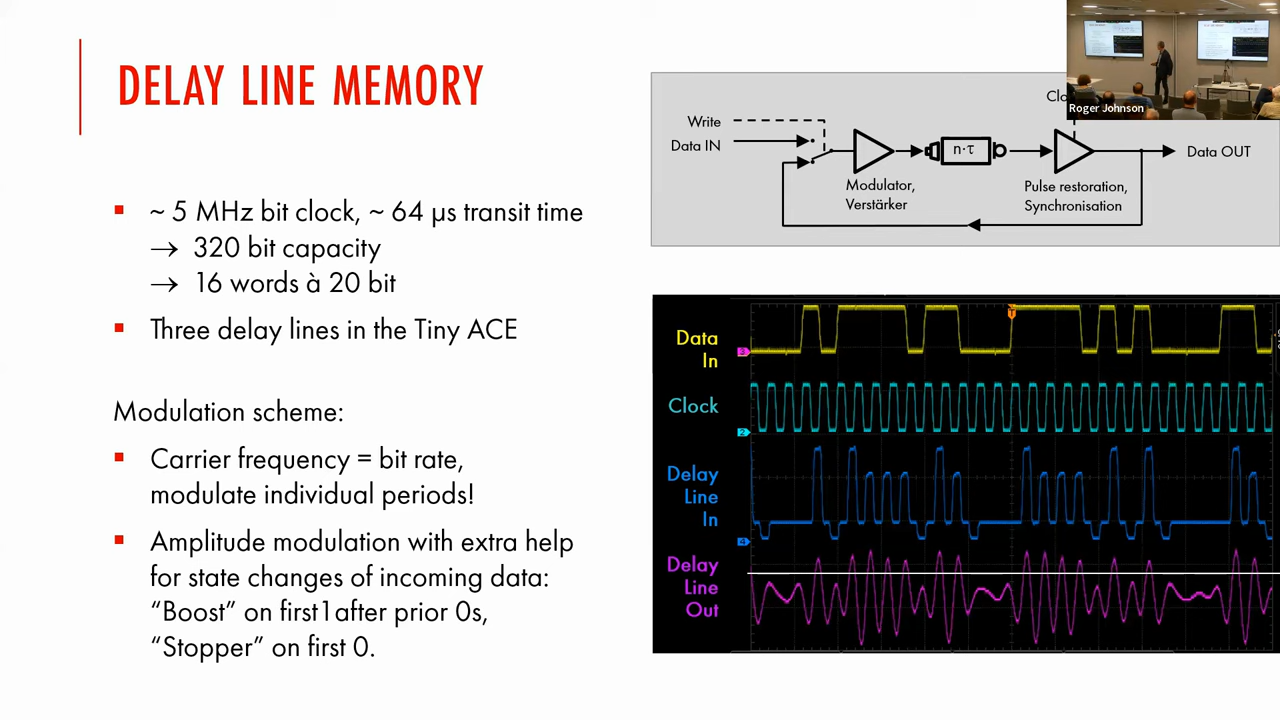 DELAY LINE MEMORY
~ 5 MHz bit clock, ~ 64 µs transit time
→ 320 bit capacity
→ 16 words à 20 bit
Three delay lines in the Tiny ACE
Modulation scheme:
Carrier frequency = bit rate,
modulate individual periods!
Amplitude modulation with extra help
for state changes of incoming data:
“Boost” on first1after prior 0s,
“Stopper” on first 0.
Roger Johnson
Write
Data IN
n·τ
Data OUT
Modulator,
Verstärker
Pulse restoration,
Synchronisation
Data
In
T
3
Clock
2
Delay
Line
In
4
Delay
Line
Out